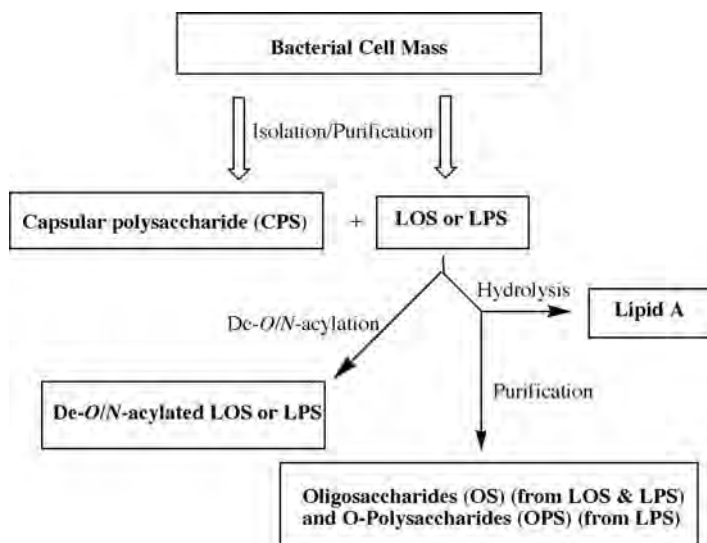 Bacterial Cell Mass
Isolation/Purification
Capsular polysaccharide (CPS)
+
LOS or LPS
Hydrolysis
Lipid A
De-O/N-acylation
Purification
De-O/N-acylated LOS or LPS
Oligosaccharides (OS) (from LOS & LPS)
and O-Polysaccharides (OPS) (from LPS)